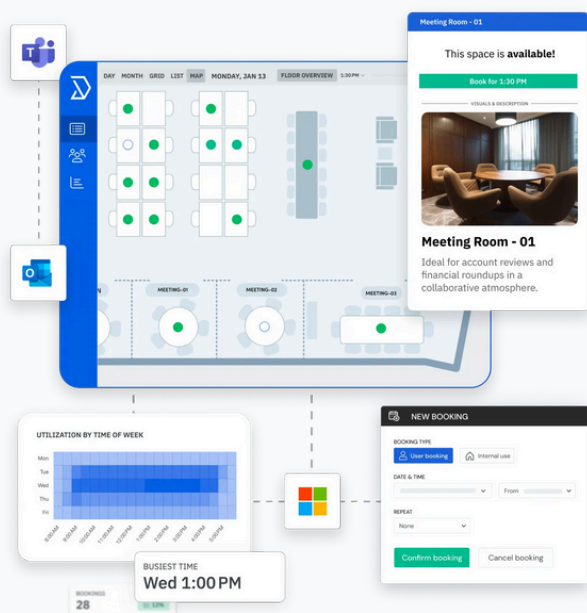 Meeting Room - 01
This space is available!
Book for 1:30 PM
VISUALS & DESCRIPTION
Meeting Room - 01
Ideal for account reviews and
financial roundups in a
collaborative atmosphere.
T
DAY MONTH GRID LIST MAP MONDAY, JAN 13 FLOOR OVERVIEW 1:30 PM
O
MEETING-01
MEETING-02
MEETING-03
UTILIZATION BY TIME OF WEEK
Mon
Tue
Wed
Thu
Fri
8:00 AM
9:00 AM
10:00 AM
11:00 AM
12:00 PM
1:00 PM
2:00 PM
3:00 PM
4:00 PM
5:00 PM
BUSIEST TIME
Wed 1:00 PM
BOOKINGS
28
NEW BOOKING
BOOKING TYPE
User booking
Internal use
DATE & TIME
From
REPEAT
None
Confirm booking
Cancel booking